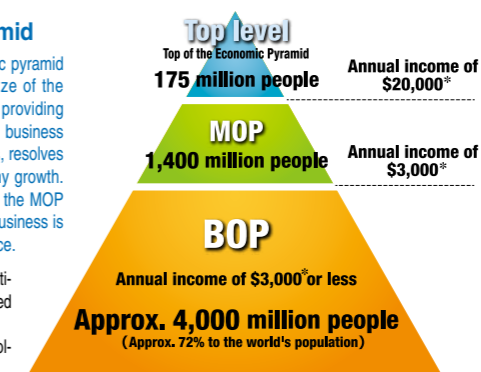 mid
c pyramid
ze of the
providing
business
, resolves
y growth.
the MOP
usiness is
ce.
ti-
ed
ol-
Top level
Top of the Economic Pyramid
175 million people
Annual income of
$20,000*
MOP
1,400 million people
Annual income of
$3,000*
BOP
Annual income of $3,000*or less
Approx. 4,000 million people
(Approx. 72% to the world's population)